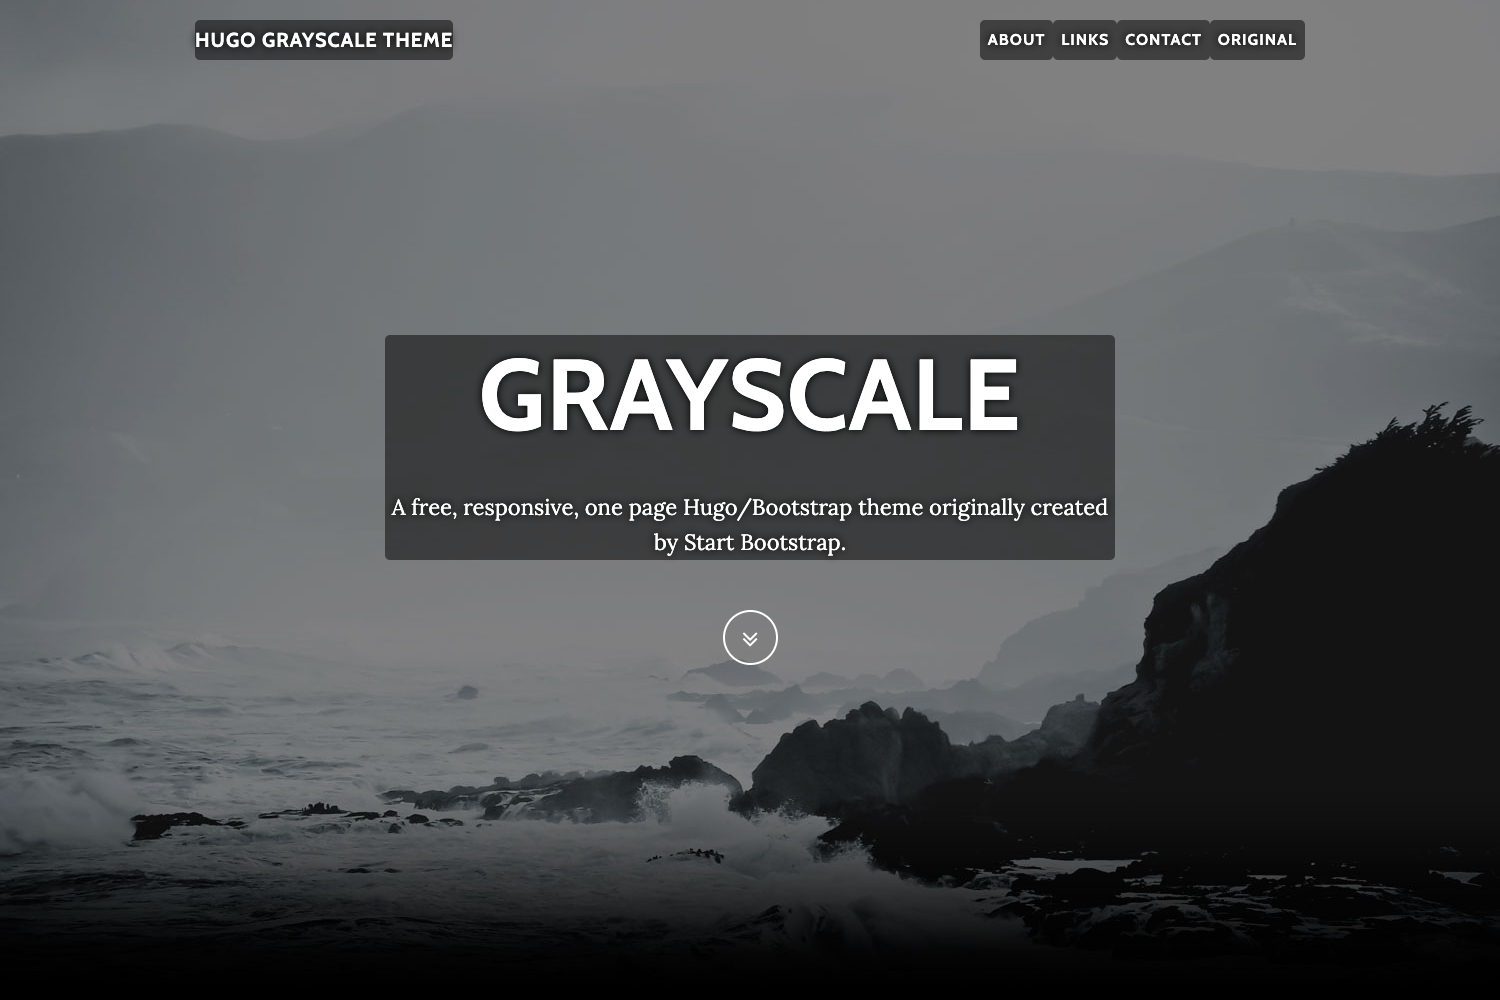 HUGO GRAYSCALE THEME
ABOUT LINKS CONTACT ORIGINAL
GRAYSCALE
A free, responsive, one page Hugo/Bootstrap theme originally created
by Start Bootstrap.